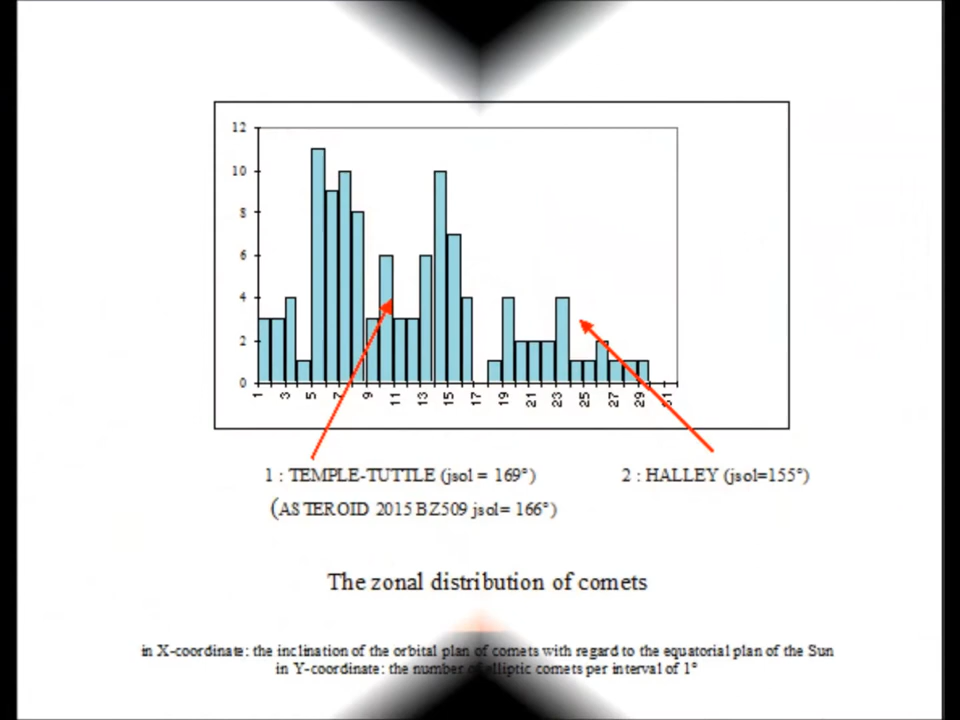 12
10
8
6
4
2
0
1 3 5 7 9 11 13 15 17 19 21 23 25 27 29 31
1 : TEMPLE-TUTTLE (jsol = 169°) 2 : HALLEY (jsol=155°)
(ASTEROID 2015 BZ509 jsol= 166°)
The zonal distribution of comets
in X-coordinate: the inclination of the orbital plan of comets with regard to the equatorial plan of the Sun
in Y-coordinate: the number of elliptic comets per interval of 1°